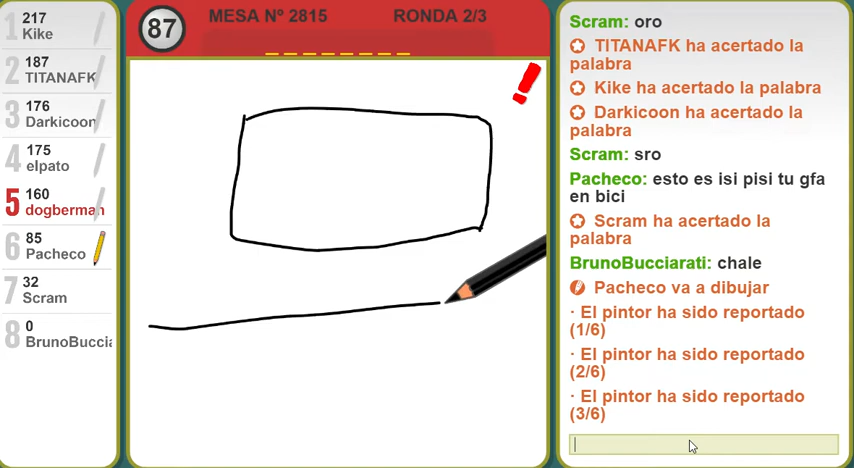 1 217
Kike
2 187
TITANAFK
3 176
Darkicoon
4 175
elpato
5 160
dogberman
6 85
Pacheco
7 32
Scram
8 0
BrunoBuccia
87
MESA Nº 2815
RONDA 2/3
_ _ _ _ _ _ _ _
!
Scram: oro
TITANAFK ha acertado la
palabra
Kike ha acertado la palabra
Darkicoon ha acertado la
palabra
Scram: sro
Pacheco: esto es isi pisi tu gfa
en bici
Scram ha acertado la
palabra
BrunoBucciarati: chale
Pacheco va a dibujar
· El pintor ha sido reportado
(1/6)
· El pintor ha sido reportado
(2/6)
· El pintor ha sido reportado
(3/6)